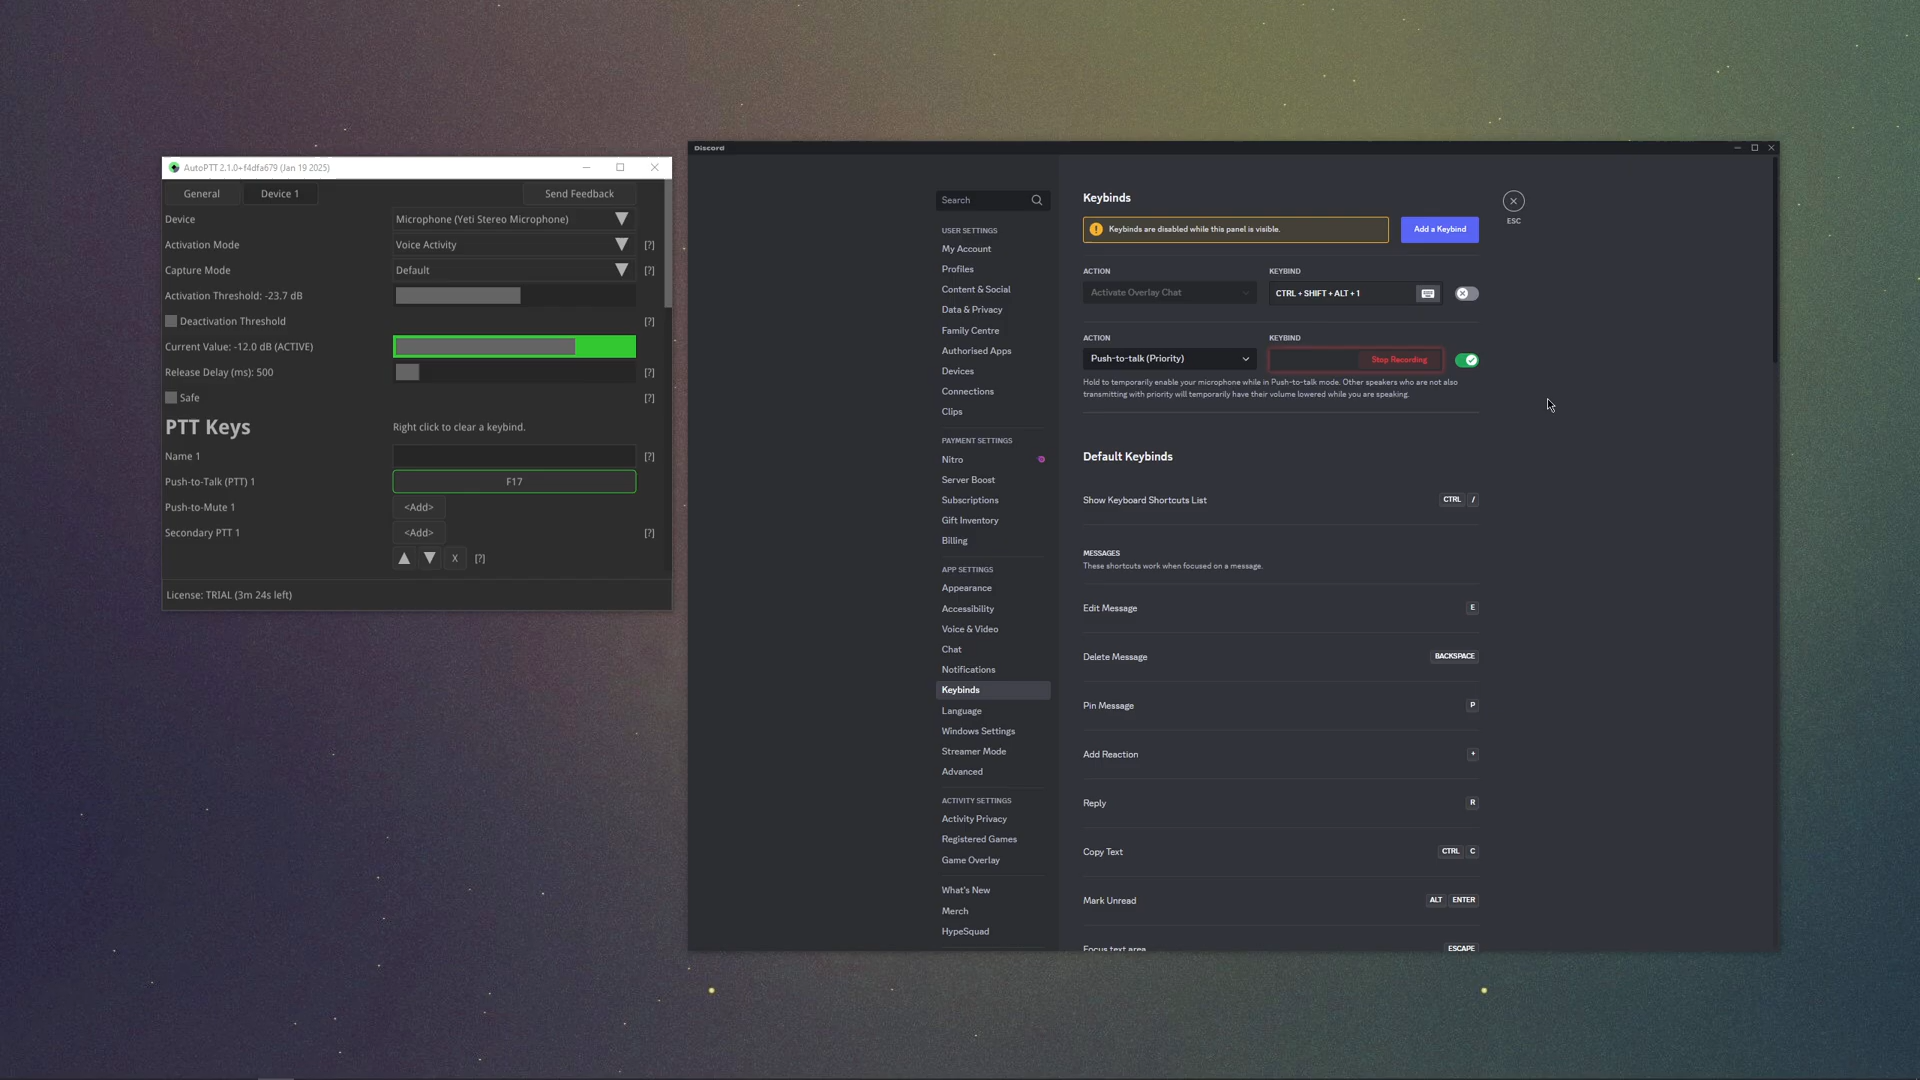 AutoPTT 2.1.0+f4dfa679 (Jan 19 2025)
General
Device 1
Send Feedback
Device
Microphone (Yeti Stereo Microphone)
Activation Mode
Voice Activity
[?]
Capture Mode
Default
[?]
Activation Threshold: -23.7 dB
Deactivation Threshold
[?]
Current Value: -12.0 dB (ACTIVE)
Release Delay (ms): 500
[?]
Safe
[?]
PTT Keys
Right click to clear a keybind.
Name 1
[?]
Push-to-Talk (PTT) 1
F17
Push-to-Mute 1
<Add>
Secondary PTT 1
<Add>
[?]
X
[?]
License: TRIAL (3m 24s left)
Discord
Search
USER SETTINGS
My Account
Profiles
Content & Social
Data & Privacy
Family Centre
Authorised Apps
Devices
Connections
Clips
PAYMENT SETTINGS
Nitro
Server Boost
Subscriptions
Gift Inventory
Billing
APP SETTINGS
Appearance
Accessibility
Voice & Video
Chat
Notifications
Keybinds
Language
Windows Settings
Streamer Mode
Advanced
ACTIVITY SETTINGS
Activity Privacy
Registered Games
Game Overlay
What's New
Merch
HypeSquad
Keybinds
Keybinds are disabled while this panel is visible.
Add a Keybind
ESC
ACTION
KEYBIND
Activate Overlay Chat
CTRL + SHIFT + ALT + 1
ACTION
KEYBIND
Push-to-talk (Priority)
Stop Recording
Hold to temporarily enable your microphone while in Push-to-talk mode. Other speakers who are not also
transmitting with priority will temporarily have their volume lowered while you are speaking.
Default Keybinds
Show Keyboard Shortcuts List
CTRL /
MESSAGES
These shortcuts work when focused on a message.
Edit Message
E
Delete Message
BACKSPACE
Pin Message
P
Add Reaction
+
Reply
R
Copy Text
CTRL C
Mark Unread
ALT ENTER
Focus text area
ESCAPE